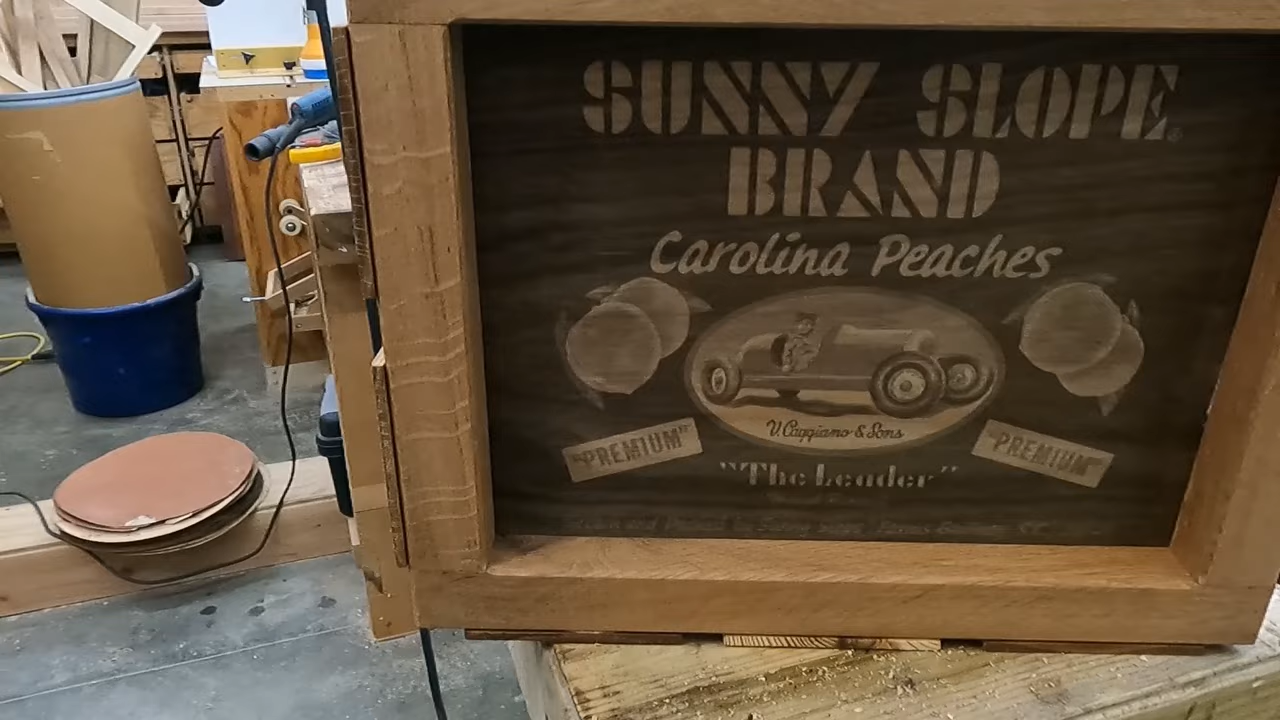 SUNNY SLOPE
BRAND
Carolina Peaches
V. Caggiano & Sons
"PREMIUM"
"PREMIUM"
"The Leader"